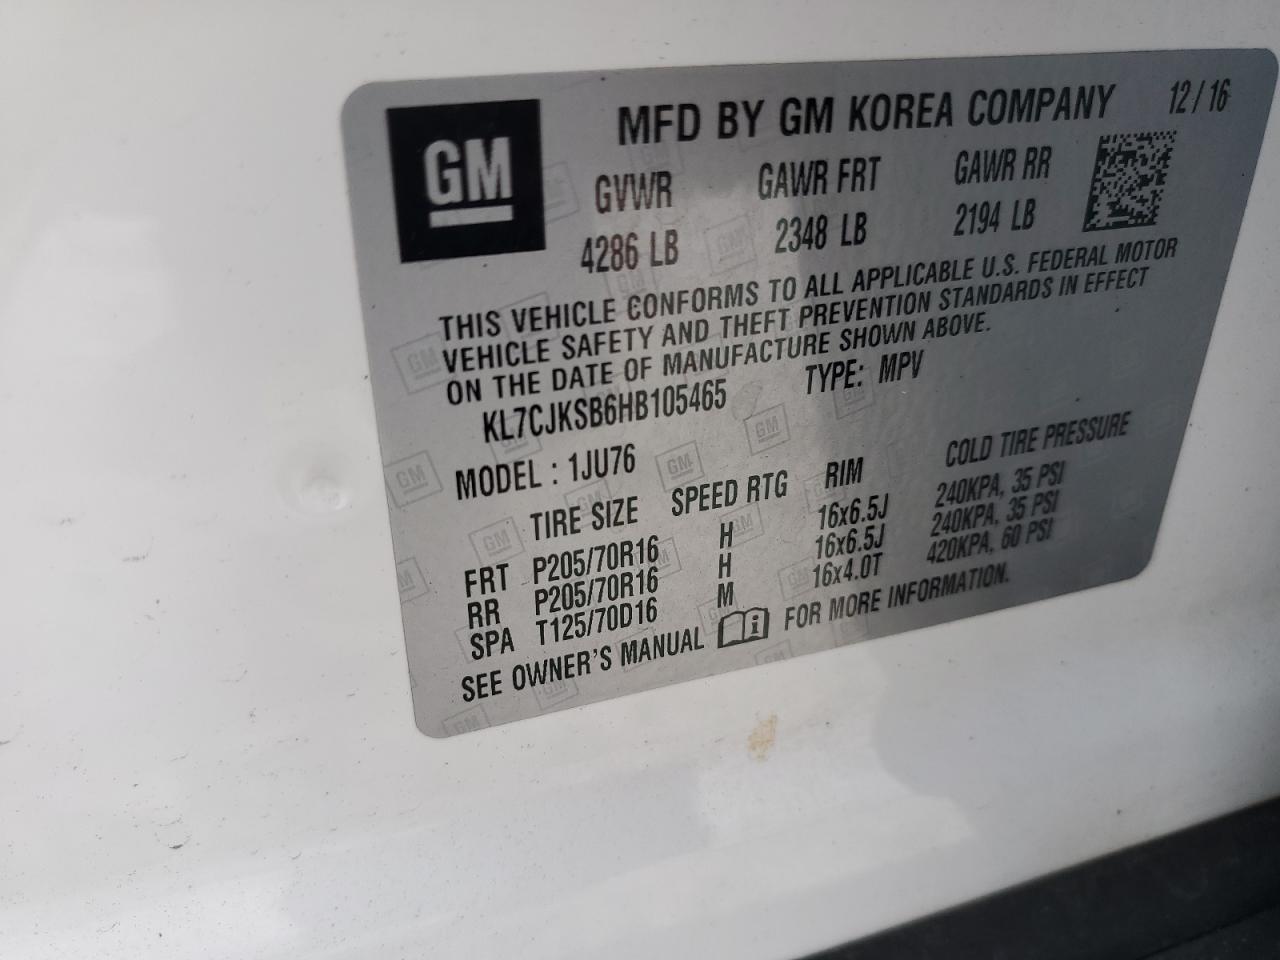 GM
MFD BY GM KOREA COMPANY 12/16
GVWR GAWR FRT GAWR RR
4286 LB 2348 LB 2194 LB
THIS VEHICLE CONFORMS TO ALL APPLICABLE U.S. FEDERAL MOTOR
VEHICLE SAFETY AND THEFT PREVENTION STANDARDS IN EFFECT
ON THE DATE OF MANUFACTURE SHOWN ABOVE.
KL7CJKSB6HB105465 TYPE: MPV
MODEL : 1JU76
TIRE SIZE SPEED RTG RIM COLD TIRE PRESSURE
FRT P205/70R16 H 16x6.5J 240KPA, 35 PSI
RR P205/70R16 H 16x6.5J 240KPA, 35 PSI
SPA T125/70D16 M 16x4.0T 420KPA, 60 PSI
SEE OWNER'S MANUAL FOR MORE INFORMATION.